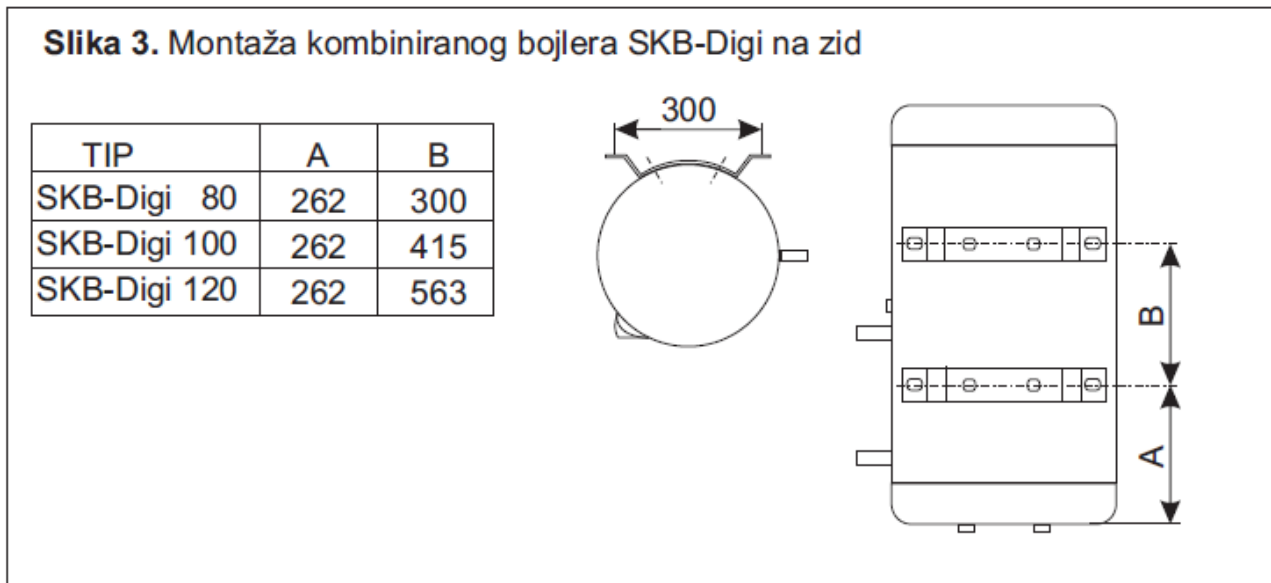 Slika 3. Montaža kombiniranog bojlera SKB-Digi na zid
TIP A B
SKB-Digi 80 262 300
SKB-Digi 100 262 415
SKB-Digi 120 262 563
300
B
A